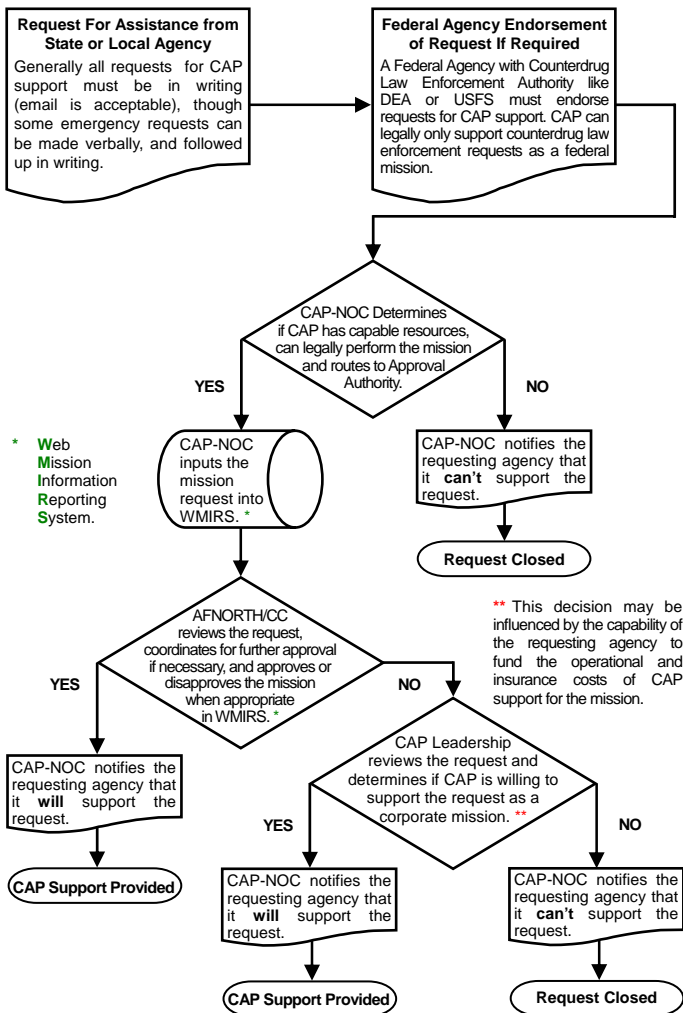 Request For Assistance from
State or Local Agency
Generally all requests for CAP
support must be in writing
(email is acceptable), though
some emergency requests can
be made verbally, and followed
up in writing.
Federal Agency Endorsement
of Request If Required
A Federal Agency with Counterdrug
Law Enforcement Authority like
DEA or USFS must endorse
requests for CAP support. CAP can
legally only support counterdrug law
enforcement requests as a federal
mission.
CAP-NOC Determines
if CAP has capable resources,
can legally perform the mission
and routes to Approval
Authority.
YES
NO
* Web
Mission
Information
Reporting
System.
CAP-NOC
inputs the
mission
request into
WMIRS. *
CAP-NOC notifies the
requesting agency that
it can't support the
request.
Request Closed
AFNORTH/CC
reviews the request,
coordinates for further approval
if necessary, and approves or
disapproves the mission
when appropriate
in WMIRS. *
YES
NO
** This decision may be
influenced by the capability of
the requesting agency to
fund the operational and
insurance costs of CAP
support for the mission.
CAP-NOC notifies the
requesting agency that
it will support the
request.
CAP Support Provided
CAP Leadership
reviews the request and
determines if CAP is willing to
support the request as a
corporate mission. **
YES
NO
CAP-NOC notifies the
requesting agency that
it will support the
request.
CAP Support Provided
CAP-NOC notifies the
requesting agency that
it can't support the
request.
Request Closed